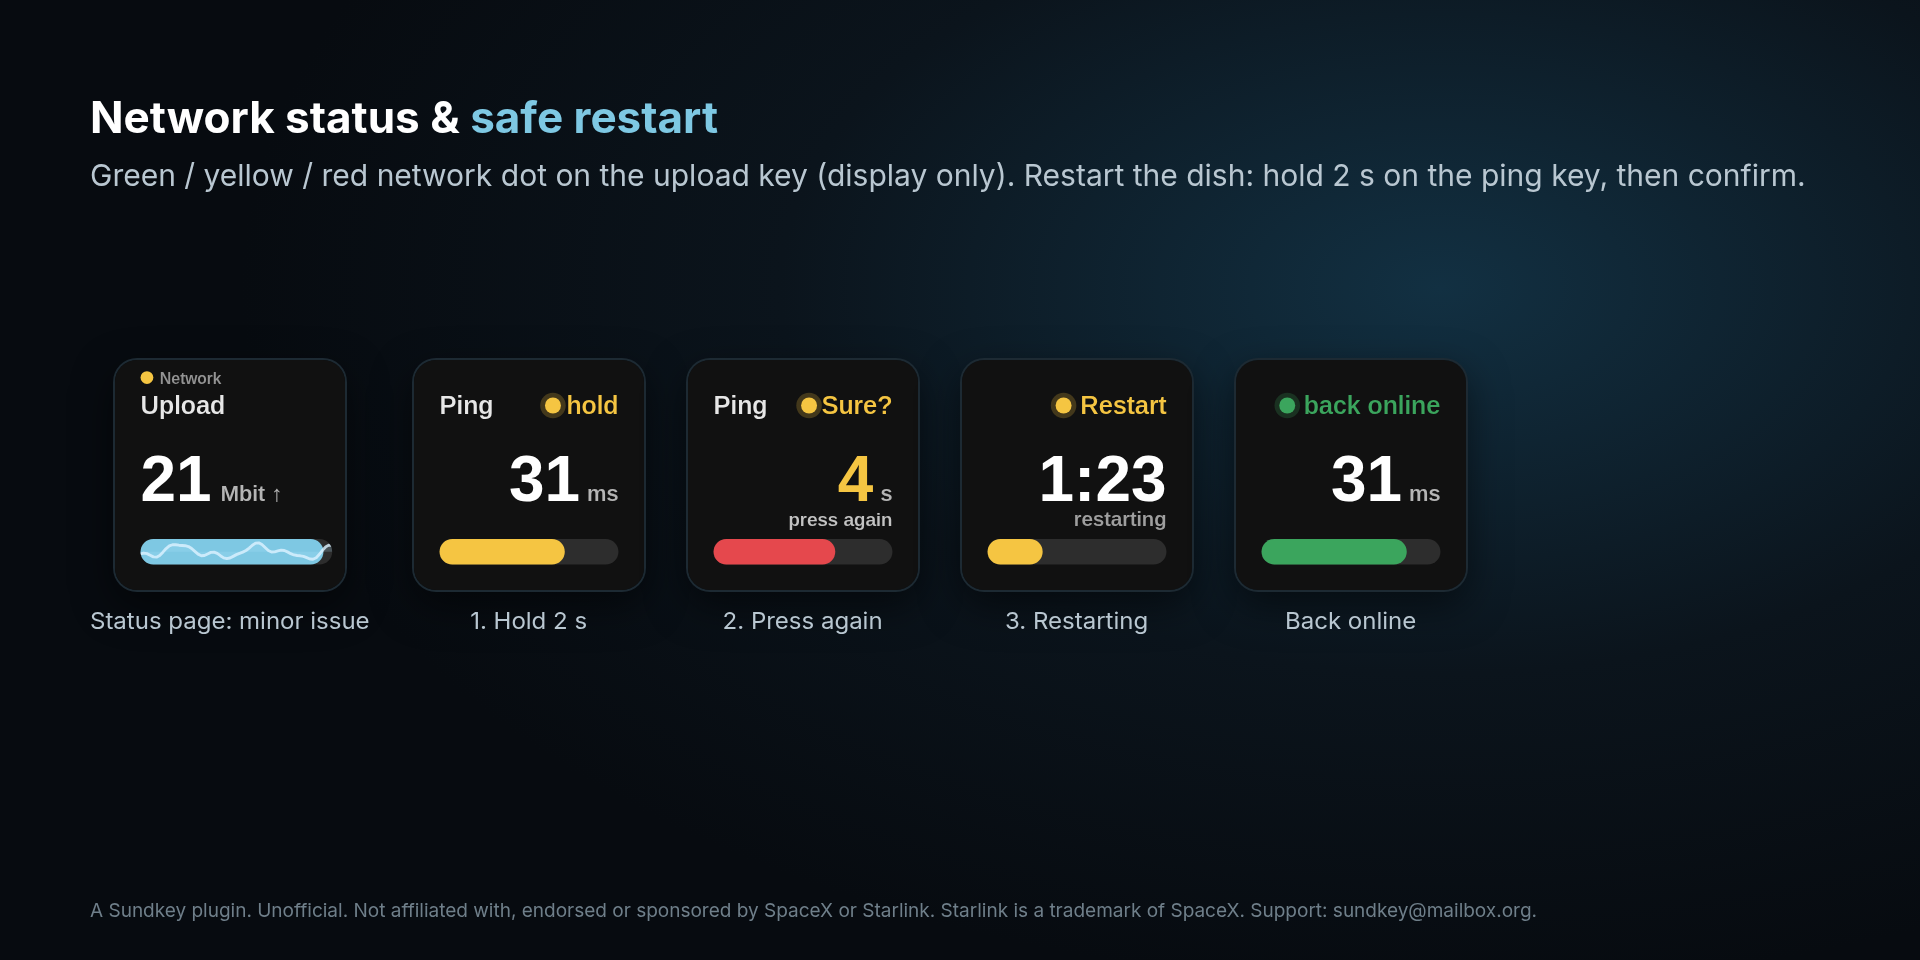 Network status & safe restart
Green / yellow / red network dot on the upload key (display only). Restart the dish: hold 2 s on the ping key, then confirm.
Network
Upload
21 Mbit ↑
Status page: minor issue
Ping hold
31 ms
1. Hold 2 s
Ping Sure?
4 s
press again
2. Press again
Restart
1:23
restarting
3. Restarting
back online
31 ms
Back online
A Sundkey plugin. Unofficial. Not affiliated with, endorsed or sponsored by SpaceX or Starlink. Starlink is a trademark of SpaceX. Support: sundkey@mailbox.org.